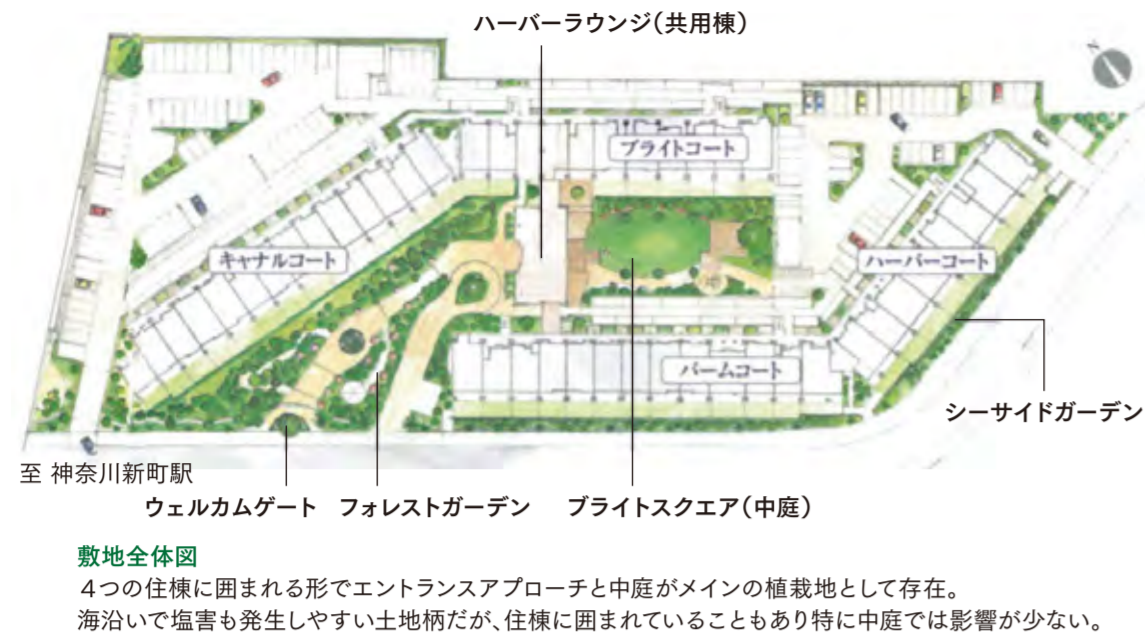 ハーバーラウンジ（共用棟）
N
ブライトコート
キャナルコート
ハーバーコート
パームコート
シーサイドガーデン
至 神奈川新町駅
ウェルカムゲート
フォレストガーデン
ブライトスクエア（中庭）
敷地全体図
4つの住棟に囲まれる形でエントランスアプローチと中庭がメインの植栽地として存在。
海沿いで塩害も発生しやすい土地柄だが、住棟に囲まれていることもあり特に中庭では影響が少ない。